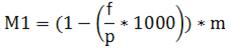 M1 = (1 − (f/p * 1000)) * m